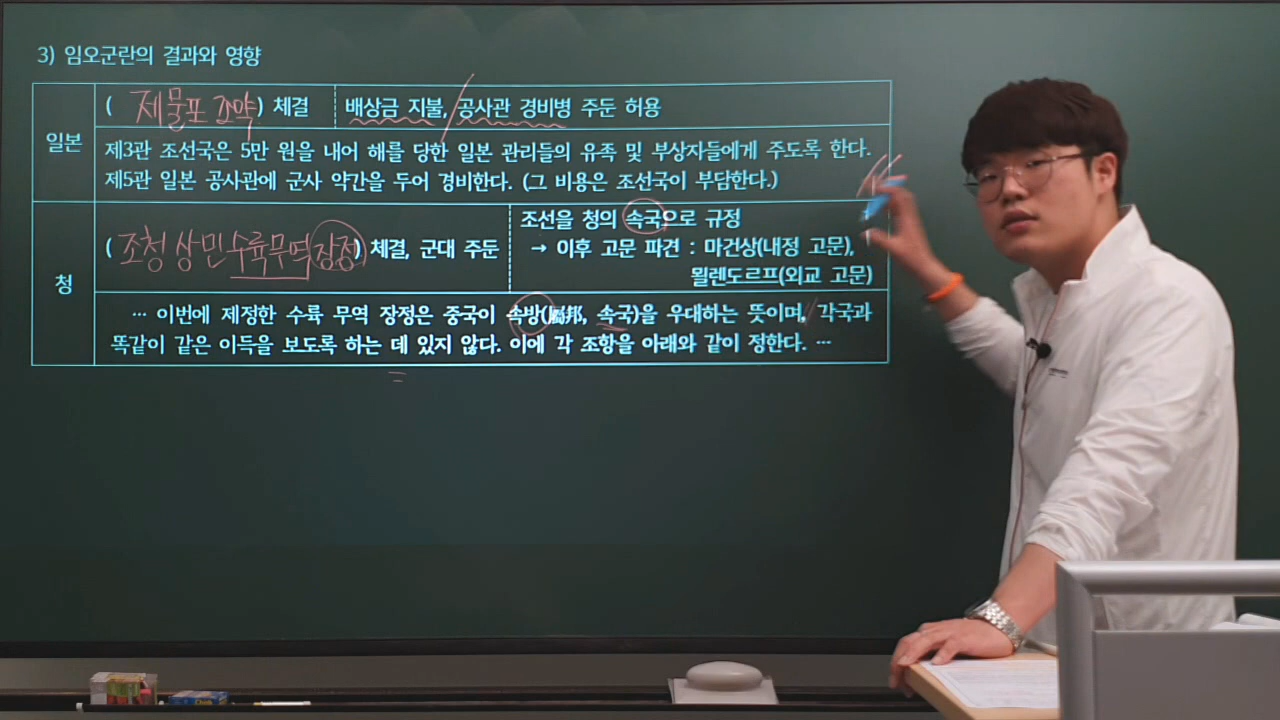 3) 임오군란의 결과와 영향
일본
( 제물포 조약 ) 체결
배상금 지불, 공사관 경비병 주둔 허용
제3관 조선국은 5만 원을 내어 해를 당한 일본 관리들의 유족 및 부상자들에게 주도록 한다.
제5관 일본 공사관에 군사 약간을 두어 경비한다. (그 비용은 조선국이 부담한다.)
청
( 조청 상민수륙무역 장정 ) 체결, 군대 주둔
조선을 청의 속국으로 규정
→ 이후 고문 파견 : 마건상(내정 고문),
묄렌도르프(외교 고문)
··· 이번에 제정한 수륙 무역 장정은 중국이 속방(屬邦, 속국)을 우대하는 뜻이며, 각국과
똑같이 같은 이득을 보도록 하는 데 있지 않다. 이에 각 조항을 아래와 같이 정한다. ···